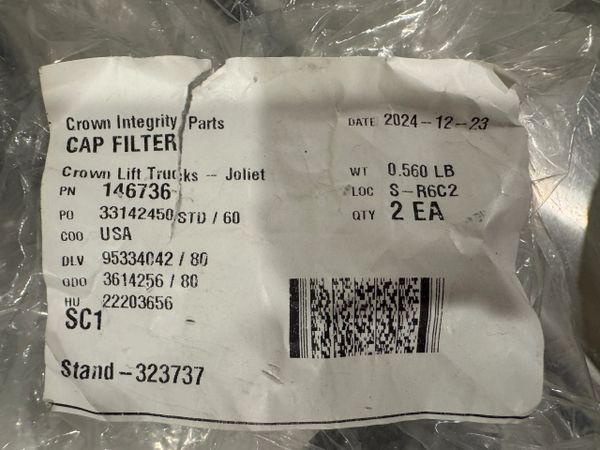 Crown Integrity Parts
DATE 2024-12-23
CAP FILTER
Crown Lift Trucks - Joliet
WT 0.560 LB
PN 146736
LOC S-R6C2
PO 33142450/STD / 60
QTY 2 EA
COO USA
DLV 95334042 / 80
ODO 3614256 / 80
HU 22203656
SC1
Stand -323737